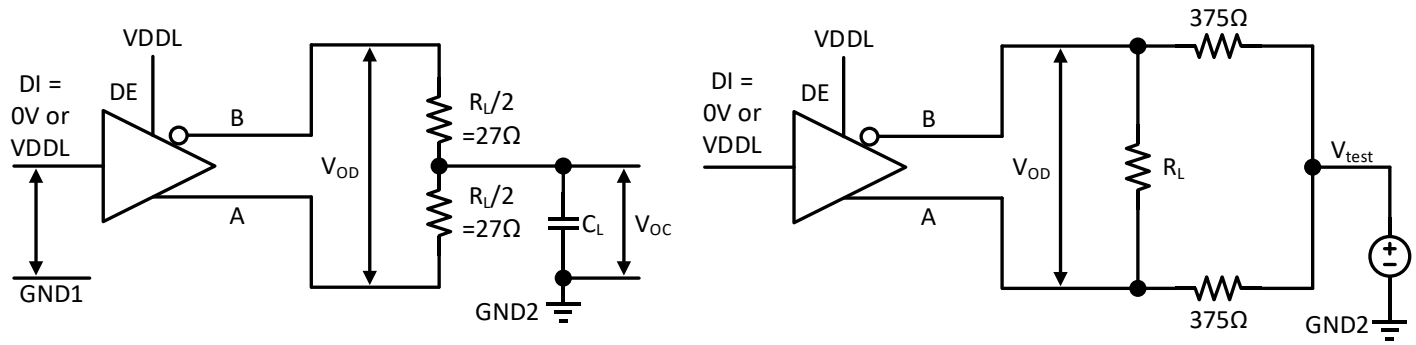 VDDL
DI =
0V or
VDDL
DE
B
A
GND1
V_OD
R_L/2
=27Ω
R_L/2
=27Ω
C_L
V_OC
GND2
VDDL
DI =
0V or
VDDL
DE
B
A
V_OD
R_L
375Ω
375Ω
V_test
GND2